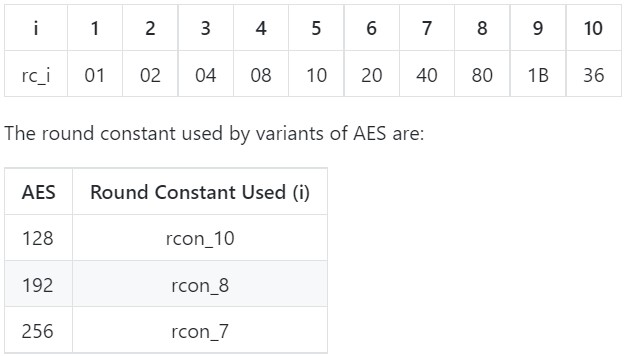 i 1 2 3 4 5 6 7 8 9 10
rc_i 01 02 04 08 10 20 40 80 1B 36
The round constant used by variants of AES are:
AES Round Constant Used (i)
128 rcon_10
192 rcon_8
256 rcon_7